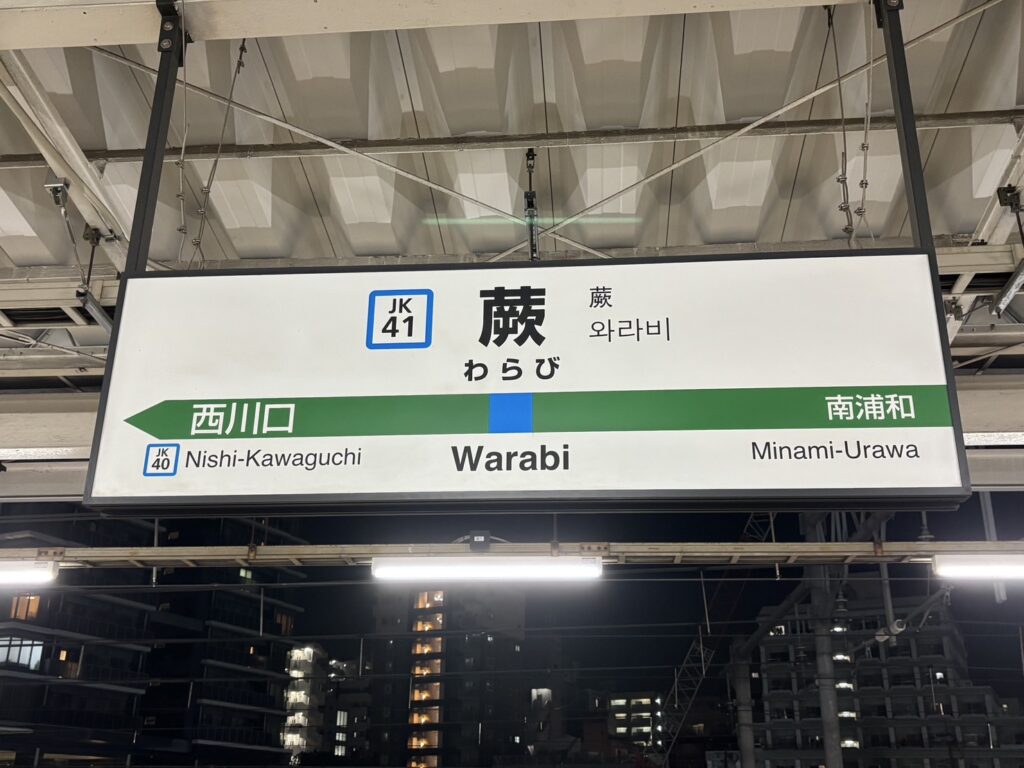 JK
41
蕨
蕨
와라비
わらび
西川口
南浦和
JK
40
Nishi-Kawaguchi
Warabi
Minami-Urawa